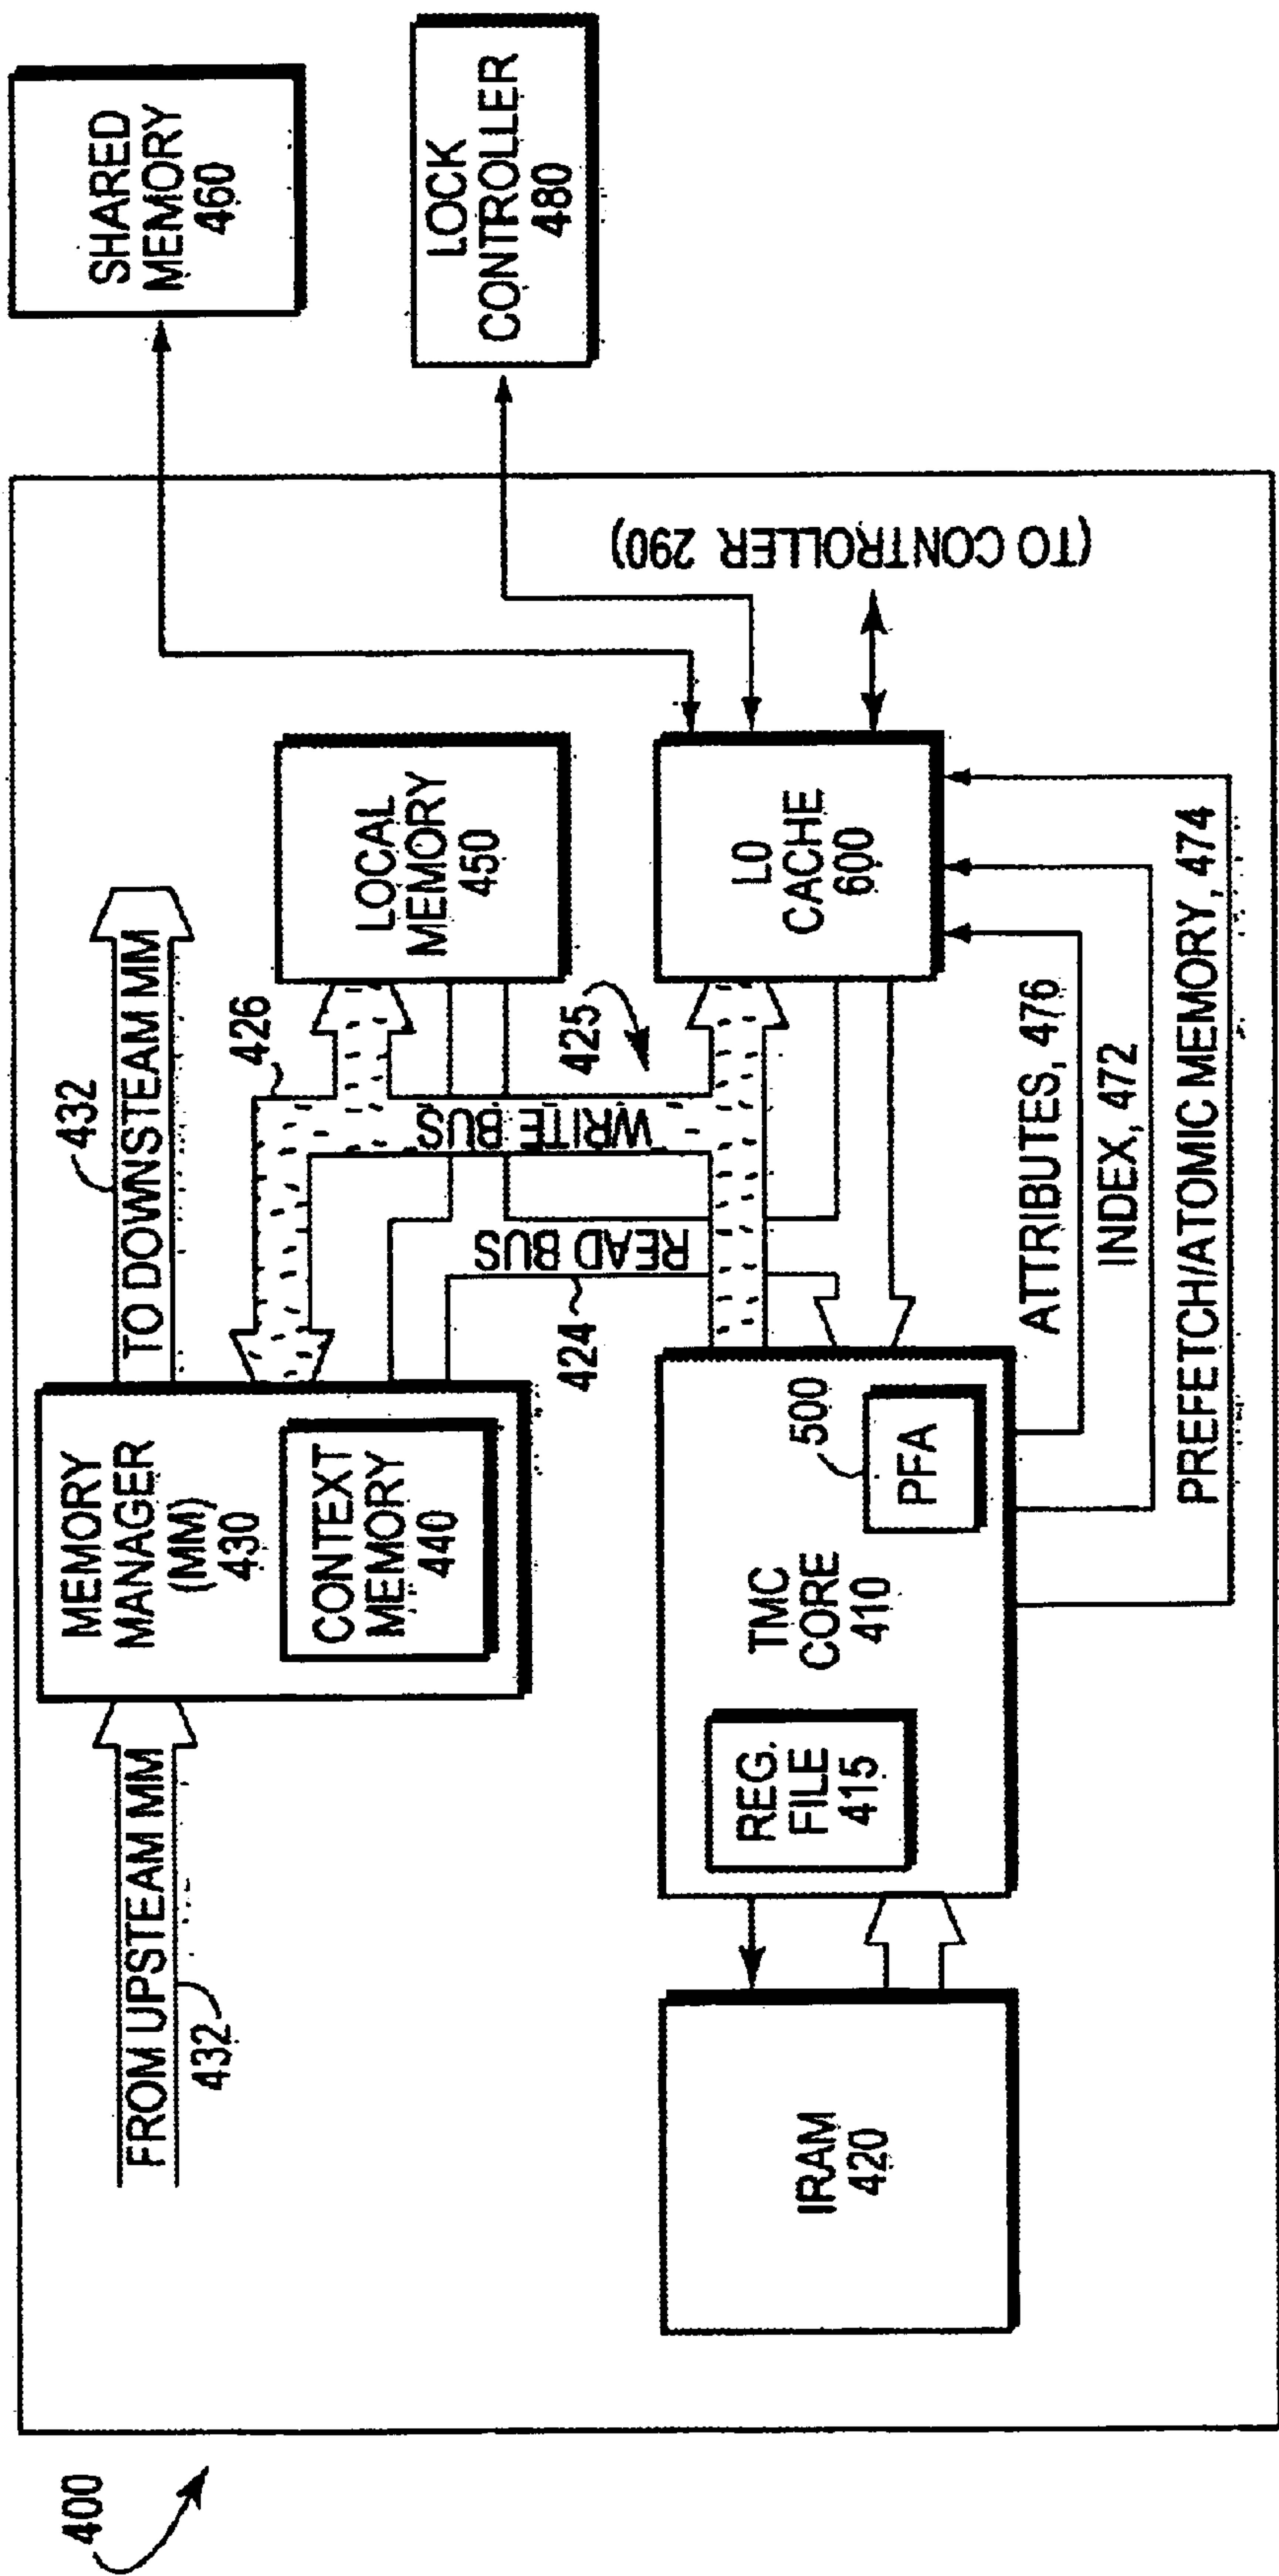 400
FROM UPSTEAM MM
432
MEMORY
MANAGER
(MM)
430
CONTEXT
MEMORY
440
432
TO DOWNSTEAM MM
426
LOCAL
MEMORY
450
SHARED
MEMORY
460
LOCK
CONTROLLER
480
WRITE BUS
READ BUS
424
425
IRAM
420
REG.
FILE
415
TMC
CORE
410
500
PFA
L0
CACHE
600
(TO CONTROLLER 290)
ATTRIBUTES, 476
INDEX, 472
PREFETCH/ATOMIC MEMORY, 474